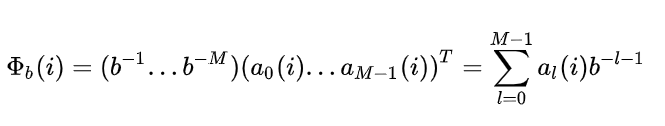 Φ_b(i) = (b^{-1}...b^{-M})(a_0(i)...a_{M-1}(i))^T = \sum_{l=0}^{M-1} a_l(i)b^{-l-1}